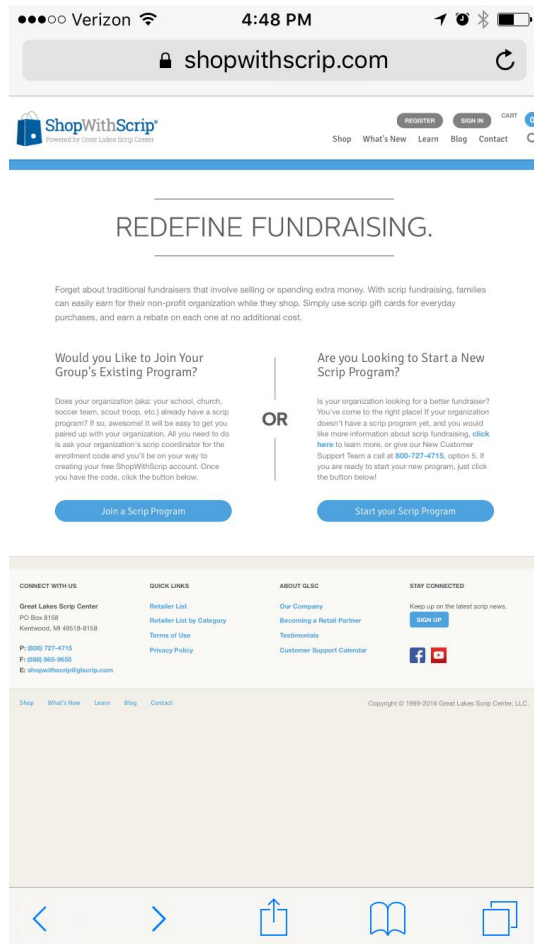 Verizon 4:48 PM
shopwithscrip.com
ShopWithScrip®
Powered by Great Lakes Scrip Center
REGISTER SIGN IN CART 0
Shop What's New Learn Blog Contact
REDEFINE FUNDRAISING.
Forget about traditional fundraisers that involve selling or spending extra money. With scrip fundraising, families
can easily earn for their non-profit organization while they shop. Simply use scrip gift cards for everyday
purchases, and earn a rebate on each one at no additional cost.
Would you Like to Join Your
Group's Existing Program?
Does your organization (aka: your school, church,
soccer team, scout troop, etc.) already have a scrip
program? If so, awesome! It will be easy to get you
paired up with your organization. All you need to do
is ask your organization's scrip coordinator for the
enrollment code and you'll be on your way to
creating your free ShopWithScrip account. Once
you have the code, click the button below.
Join a Scrip Program
OR
Are you Looking to Start a New
Scrip Program?
Is your organization looking for a better fundraiser?
You've come to the right place! If your organization
doesn't have a scrip program yet, and you would
like more information about scrip fundraising, click
here to learn more, or give our New Customer
Support Team a call at 800-727-4715, option 5. If
you are ready to start your new program, just click
the button below!
Start your Scrip Program
CONNECT WITH US
Great Lakes Scrip Center
PO Box 8158
Kentwood, MI 49518-8158
P: (800) 727-4715
F: (888) 865-9655
E: shopwithscrip@glscrip.com
QUICK LINKS
Retailer List
Retailer List by Category
Terms of Use
Privacy Policy
ABOUT GLSC
Our Company
Becoming a Retail Partner
Testimonials
Customer Support Calendar
STAY CONNECTED
Keep up on the latest scrip news.
SIGN UP
Shop What's New Learn Blog Contact
Copyright © 1999-2016 Great Lakes Scrip Center, LLC.